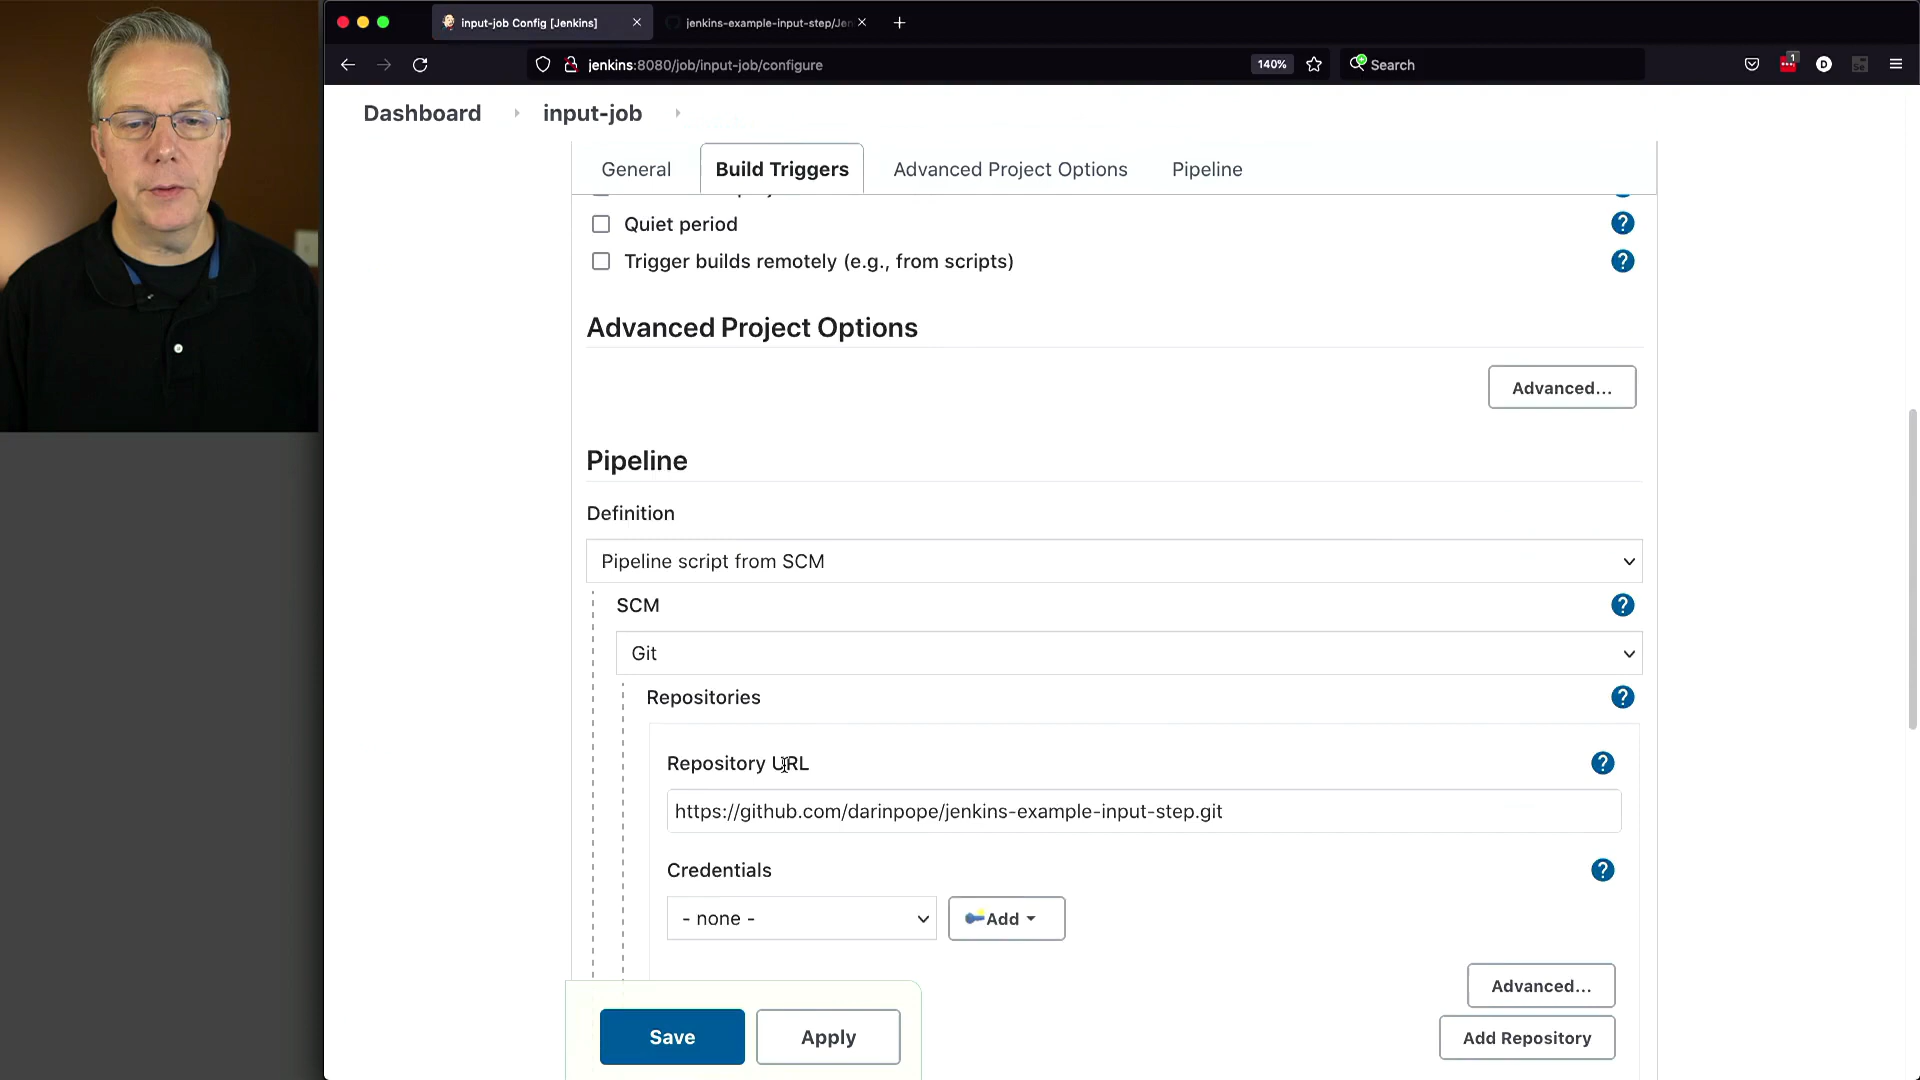 input-job Config [Jenkins]
jenkins-example-input-step/Jen
jenkins:8080/job/input-job/configure
140%
Search
1
D
Dashboard
input-job
General
Build Triggers
Advanced Project Options
Pipeline
Quiet period
?
Trigger builds remotely (e.g., from scripts)
?
Advanced Project Options
Advanced...
Pipeline
Definition
Pipeline script from SCM
SCM
?
Git
Repositories
?
Repository URL
?
https://github.com/darinpope/jenkins-example-input-step.git
Credentials
?
- none -
Add
Advanced...
Save
Apply
Add Repository